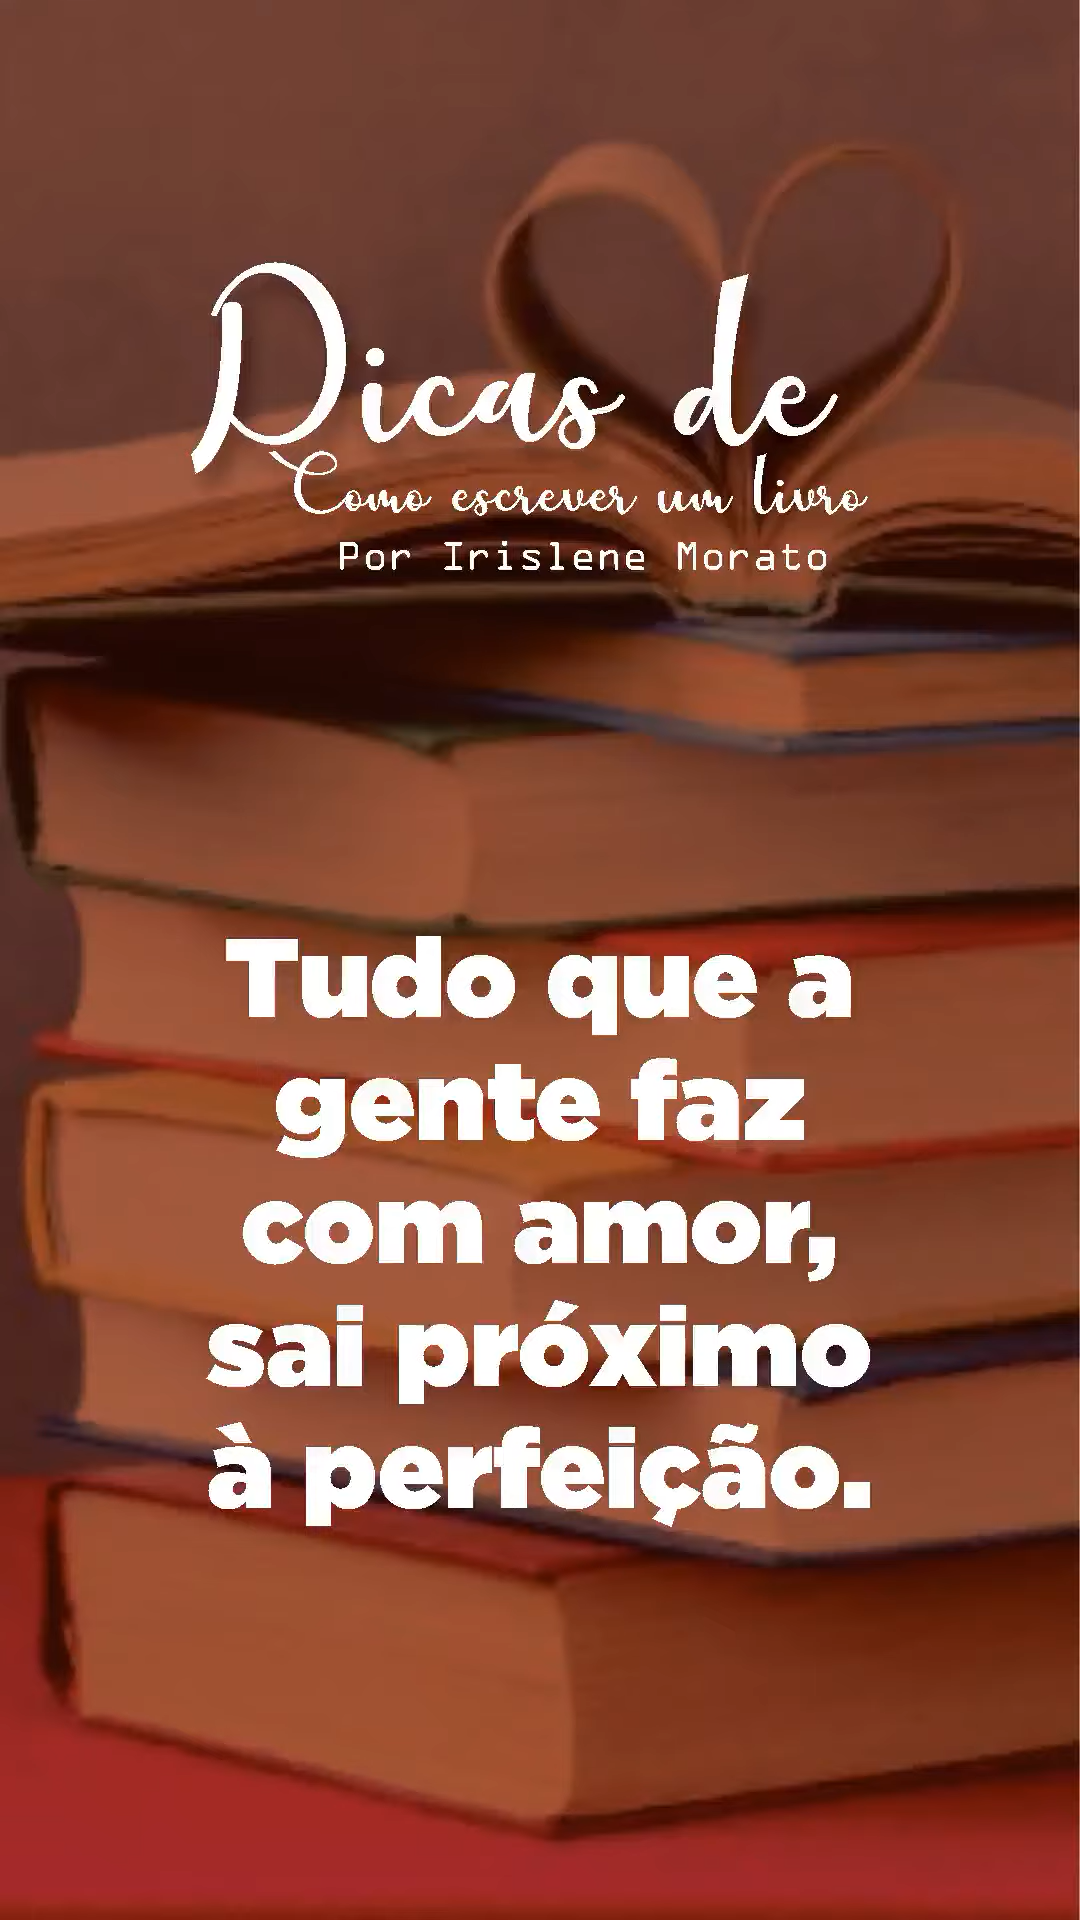 Dicas de
Como escrever um livro
Por Irislene Morato
Tudo que a
gente faz
com amor,
sai próximo
à perfeição.